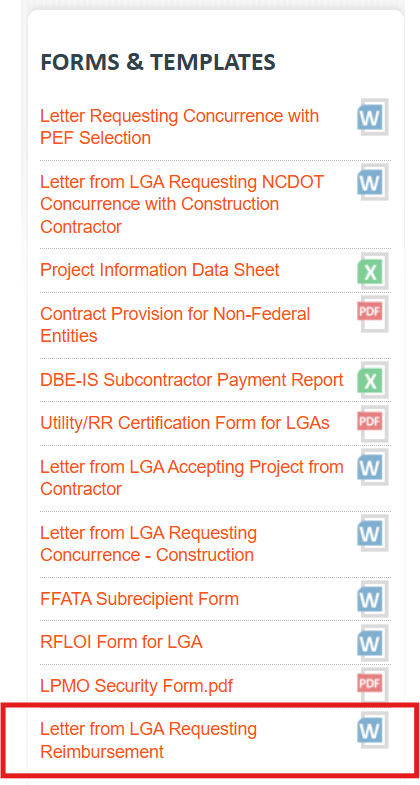 FORMS & TEMPLATES
Letter Requesting Concurrence with
PEF Selection
W
Letter from LGA Requesting NCDOT
Concurrence with Construction
Contractor
W
Project Information Data Sheet
X
Contract Provision for Non-Federal
Entities
PDF
DBE-IS Subcontractor Payment Report
X
Utility/RR Certification Form for LGAs
PDF
Letter from LGA Accepting Project from
Contractor
W
Letter from LGA Requesting
Concurrence - Construction
W
FFATA Subrecipient Form
W
RFLOI Form for LGA
W
LPMO Security Form.pdf
PDF
Letter from LGA Requesting
Reimbursement
W